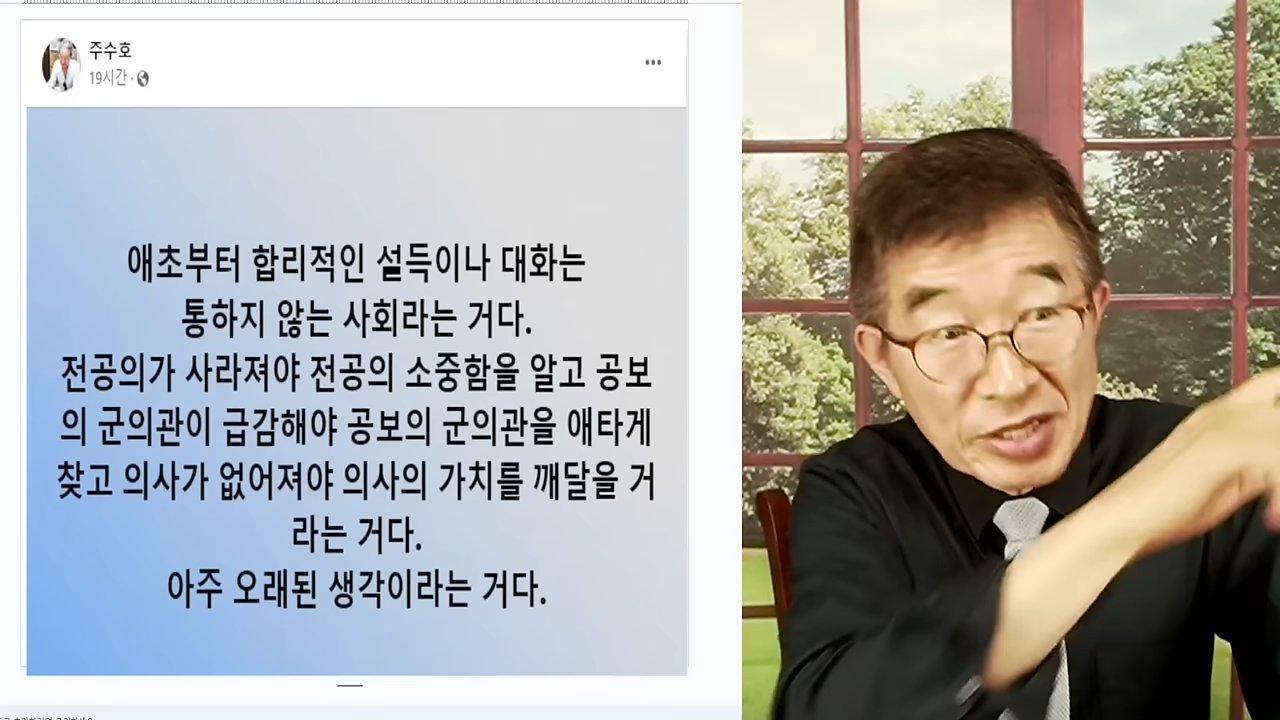 주수호
19시간
애초부터 합리적인 설득이나 대화는
통하지 않는 사회라는 거다.
전공의가 사라져야 전공의 소중함을 알고 공보
의 군의관이 급감해야 공보의 군의관을 애타게
찾고 의사가 없어져야 의사의 가치를 깨달을 거
라는 거다.
아주 오래된 생각이라는 거다.